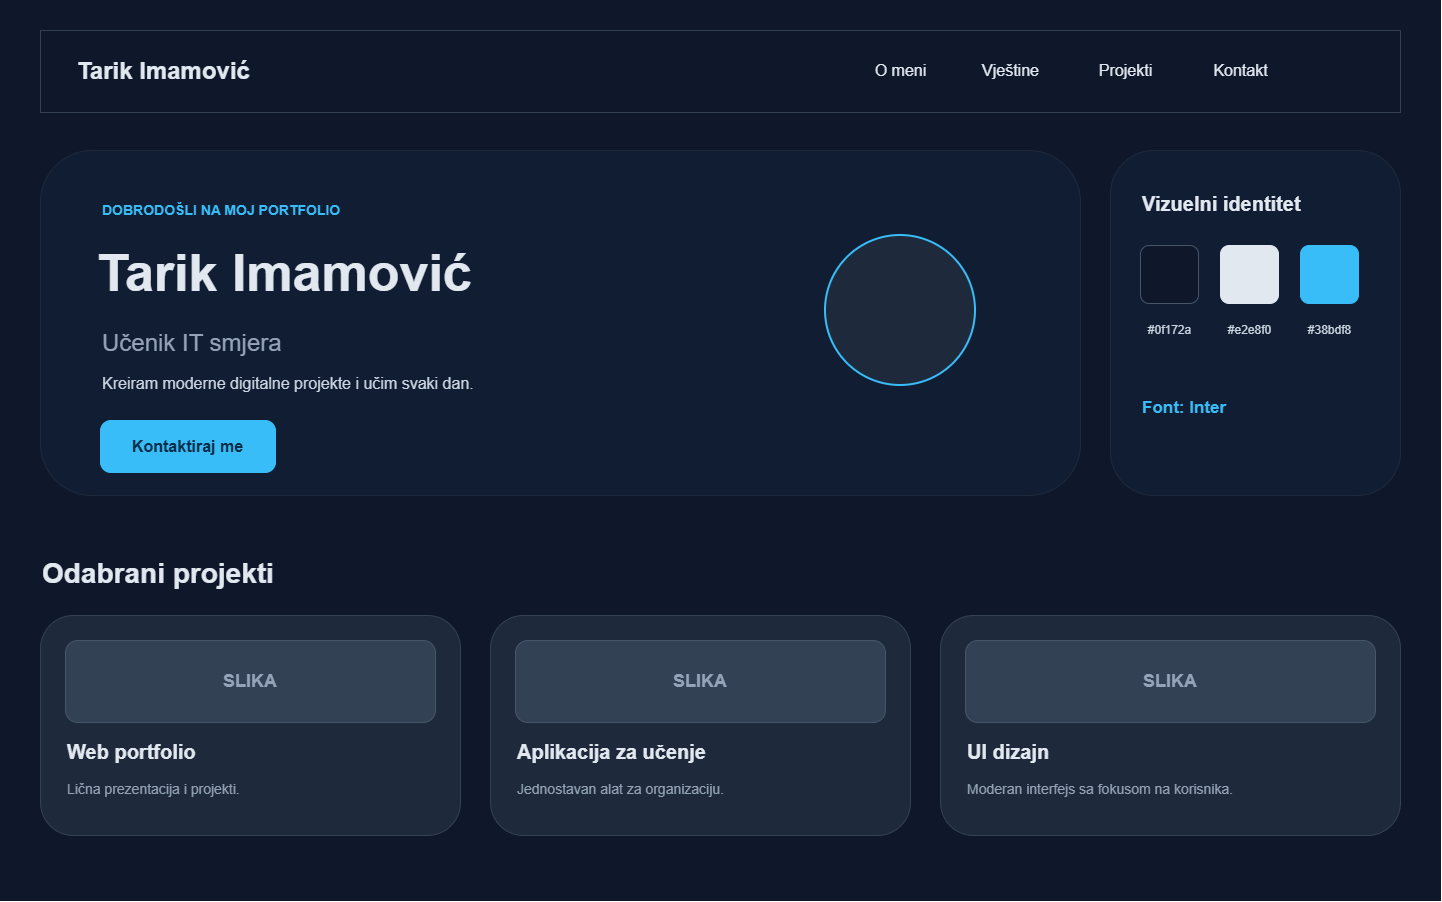 Tarik Imamović
O meni
Vještine
Projekti
Kontakt
DOBRODOŠLI NA MOJ PORTFOLIO
Tarik Imamović
Učenik IT smjera
Kreiram moderne digitalne projekte i učim svaki dan.
Kontaktiraj me
Vizuelni identitet
#0f172a
#e2e8f0
#38bdf8
Font: Inter
Odabrani projekti
SLIKA
Web portfolio
Lična prezentacija i projekti.
SLIKA
Aplikacija za učenje
Jednostavan alat za organizaciju.
SLIKA
UI dizajn
Moderan interfejs sa fokusom na korisnika.